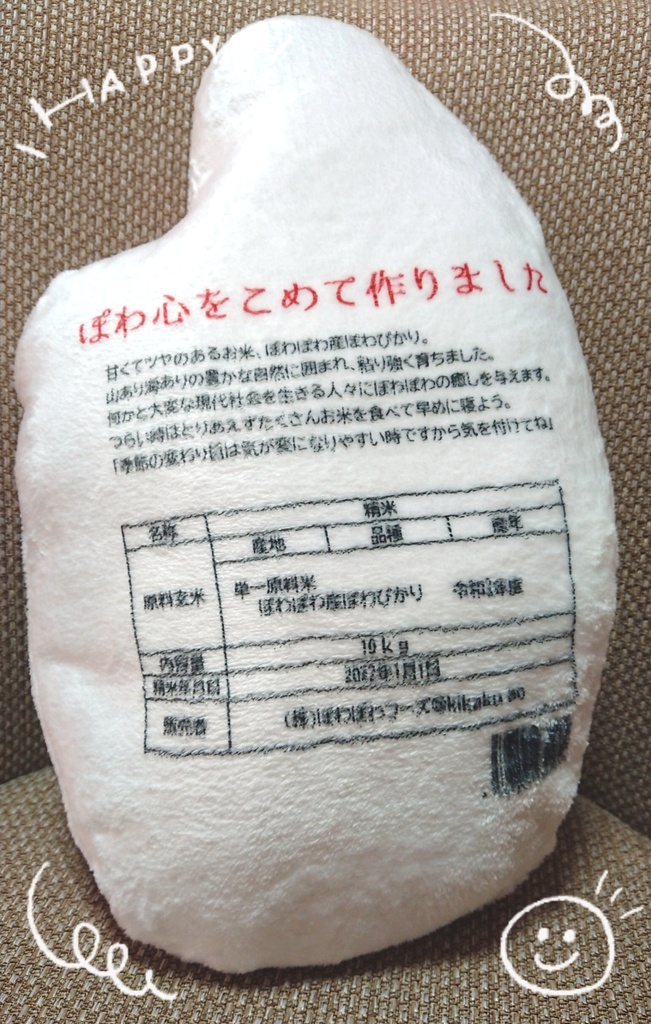 HAPPY
ぽわ心をこめて作りました
甘くてツヤのあるお米、ぽわぽわ産ぽわぴかり。
山あり海ありの豊かな自然に囲まれ、粘り強く育ちました。
何かと大変な現代社会を生きる人々にぽわぽわの癒しを与えます。
つらい時はとりあえずたくさんお米を食べて早めに寝よう。
「季節の変わり目は気が変になりやすい時ですから気を付けてね」
名称 精米
産地 品種 産年
原料玄米 単一原料米
ぽわぽわ産ぽわぴかり 令和3年度
内容量 10kg
精米年月日 2022年1月1日
販売者 (株)ぽわぽわフーズ@kikaku